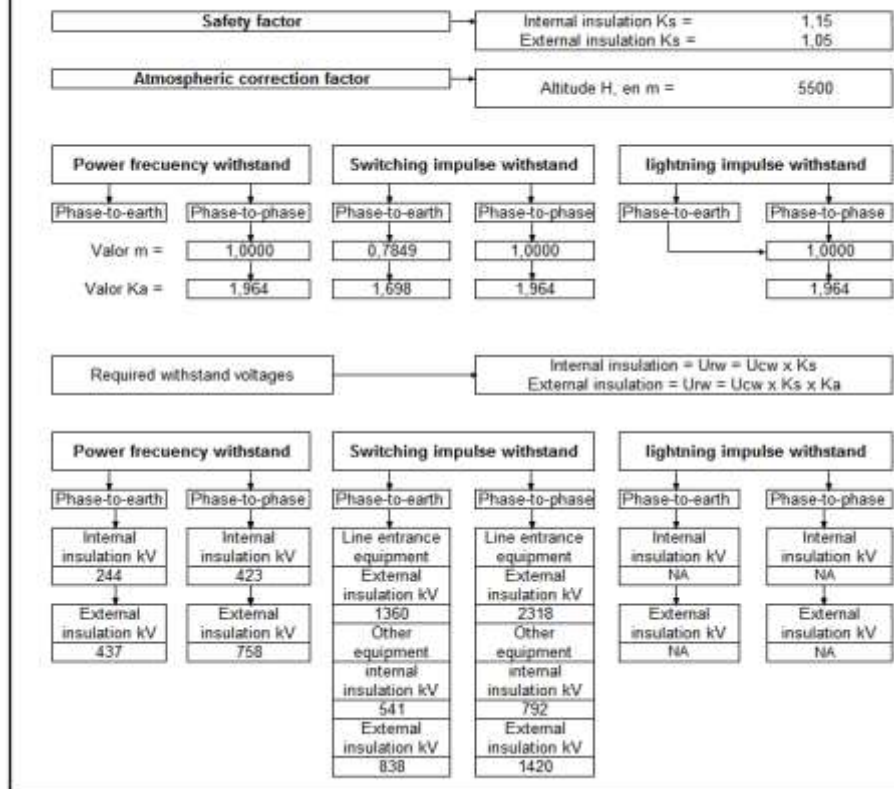 Safety factor
Internal insulation Ks = 1,15
External insulation Ks = 1,05
Atmospheric correction factor
Altitude H, en m = 5500
Power frecuency withstand
Switching impulse withstand
lightning impulse withstand
Phase-to-earth Phase-to-phase Phase-to-earth Phase-to-phase Phase-to-earth Phase-to-phase
Valor m = 1,0000 0,7849 1,0000 1,0000
Valor Ka = 1,964 1,698 1,964 1,964
Required withstand voltages
Internal insulation = Urw = Ucw x Ks
External insulation = Urw = Ucw x Ks x Ka
Power frecuency withstand
Switching impulse withstand
lightning impulse withstand
Phase-to-earth Phase-to-phase Phase-to-earth Phase-to-phase Phase-to-earth Phase-to-phase
Internal
insulation kV
244
External
insulation kV
437
Internal
insulation kV
423
External
insulation kV
758
Line entrance
equipment
External
insulation kV
1360
Other
equipment
internal
insulation kV
541
External
insulation kV
838
Line entrance
equipment
External
insulation kV
2318
Other
equipment
internal
insulation kV
792
External
insulation kV
1420
Internal
insulation kV
NA
External
insulation kV
NA
Internal
insulation kV
NA
External
insulation kV
NA